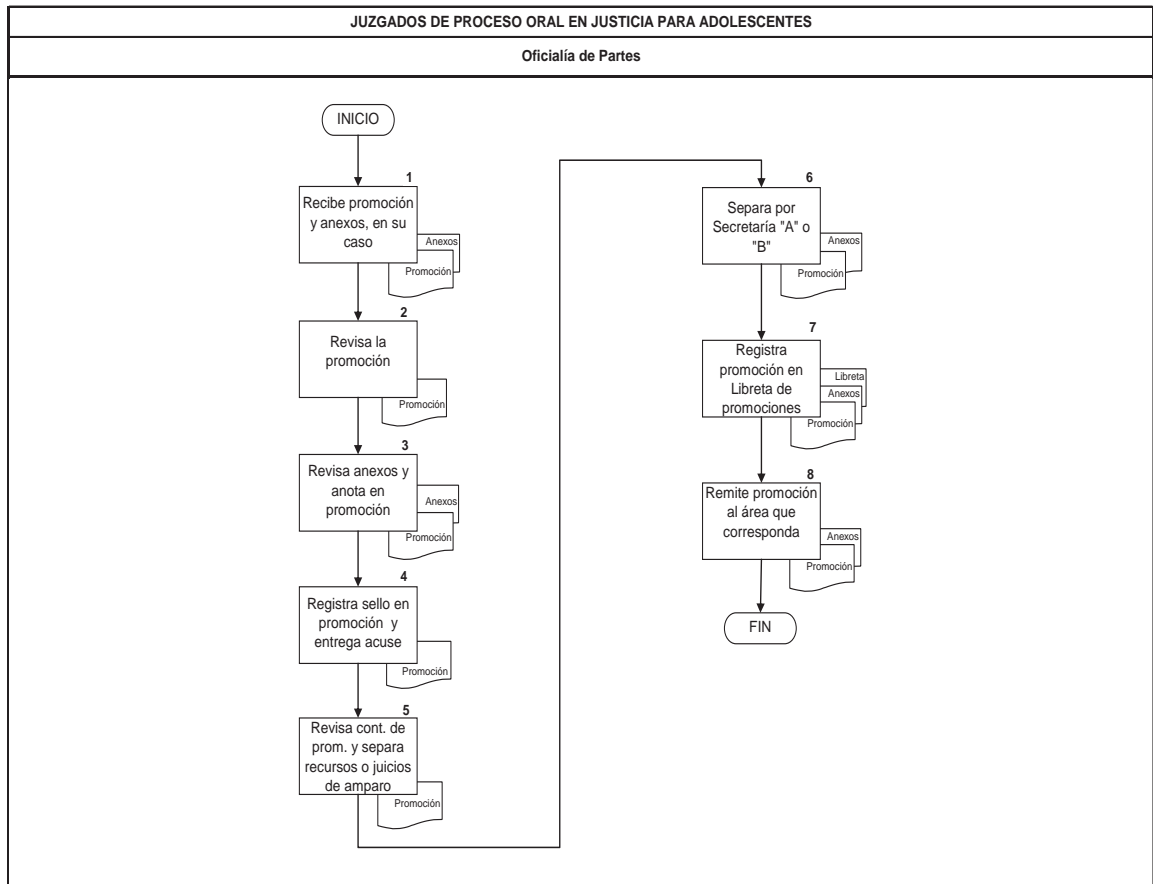 JUZGADOS DE PROCESO ORAL EN JUSTICIA PARA ADOLESCENTES
Oficialía de Partes
INICIO
1
Recibe promoción
y anexos, en su
caso
Anexos
Promoción
2
Revisa la
promoción
Promoción
3
Revisa anexos y
anota en
promoción
Anexos
Promoción
4
Registra sello en
promoción y
entrega acuse
Promoción
5
Revisa cont. de
prom. y separa
recursos o juicios
de amparo
Promoción
6
Separa por
Secretaría "A" o
"B"
Anexos
Promoción
7
Registra
promoción en
Libreta de
promociones
Libreta
Anexos
Promoción
8
Remite promoción
al área que
corresponda
Anexos
Promoción
FIN